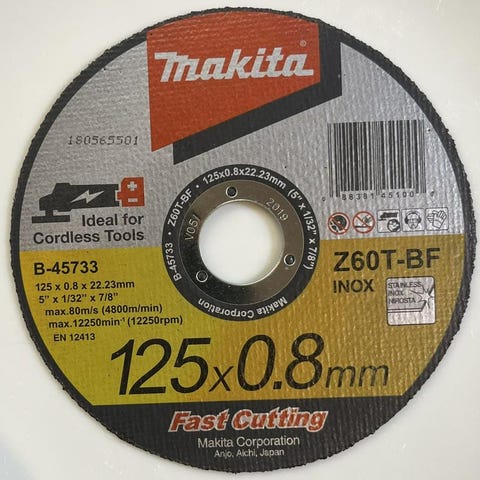 makita
180565501
Ideal for
Cordless Tools
B-45733
125 x 0.8 x 22.23mm
5" x 1/32" x 7/8"
max.80m/s (4800m/min)
max.12250min⁻¹ (12250rpm)
EN 12413
B-45733 • Z60T-BF • 125x0.8x22.23mm (5" x 1/32" x 7/8")
Makita Corporation
V057
2019
Z60T-BF
INOX
STAINLESS
INOX
NIROSTA
125x0.8mm
Fast Cutting
Makita Corporation
Anjo, Aichi, Japan